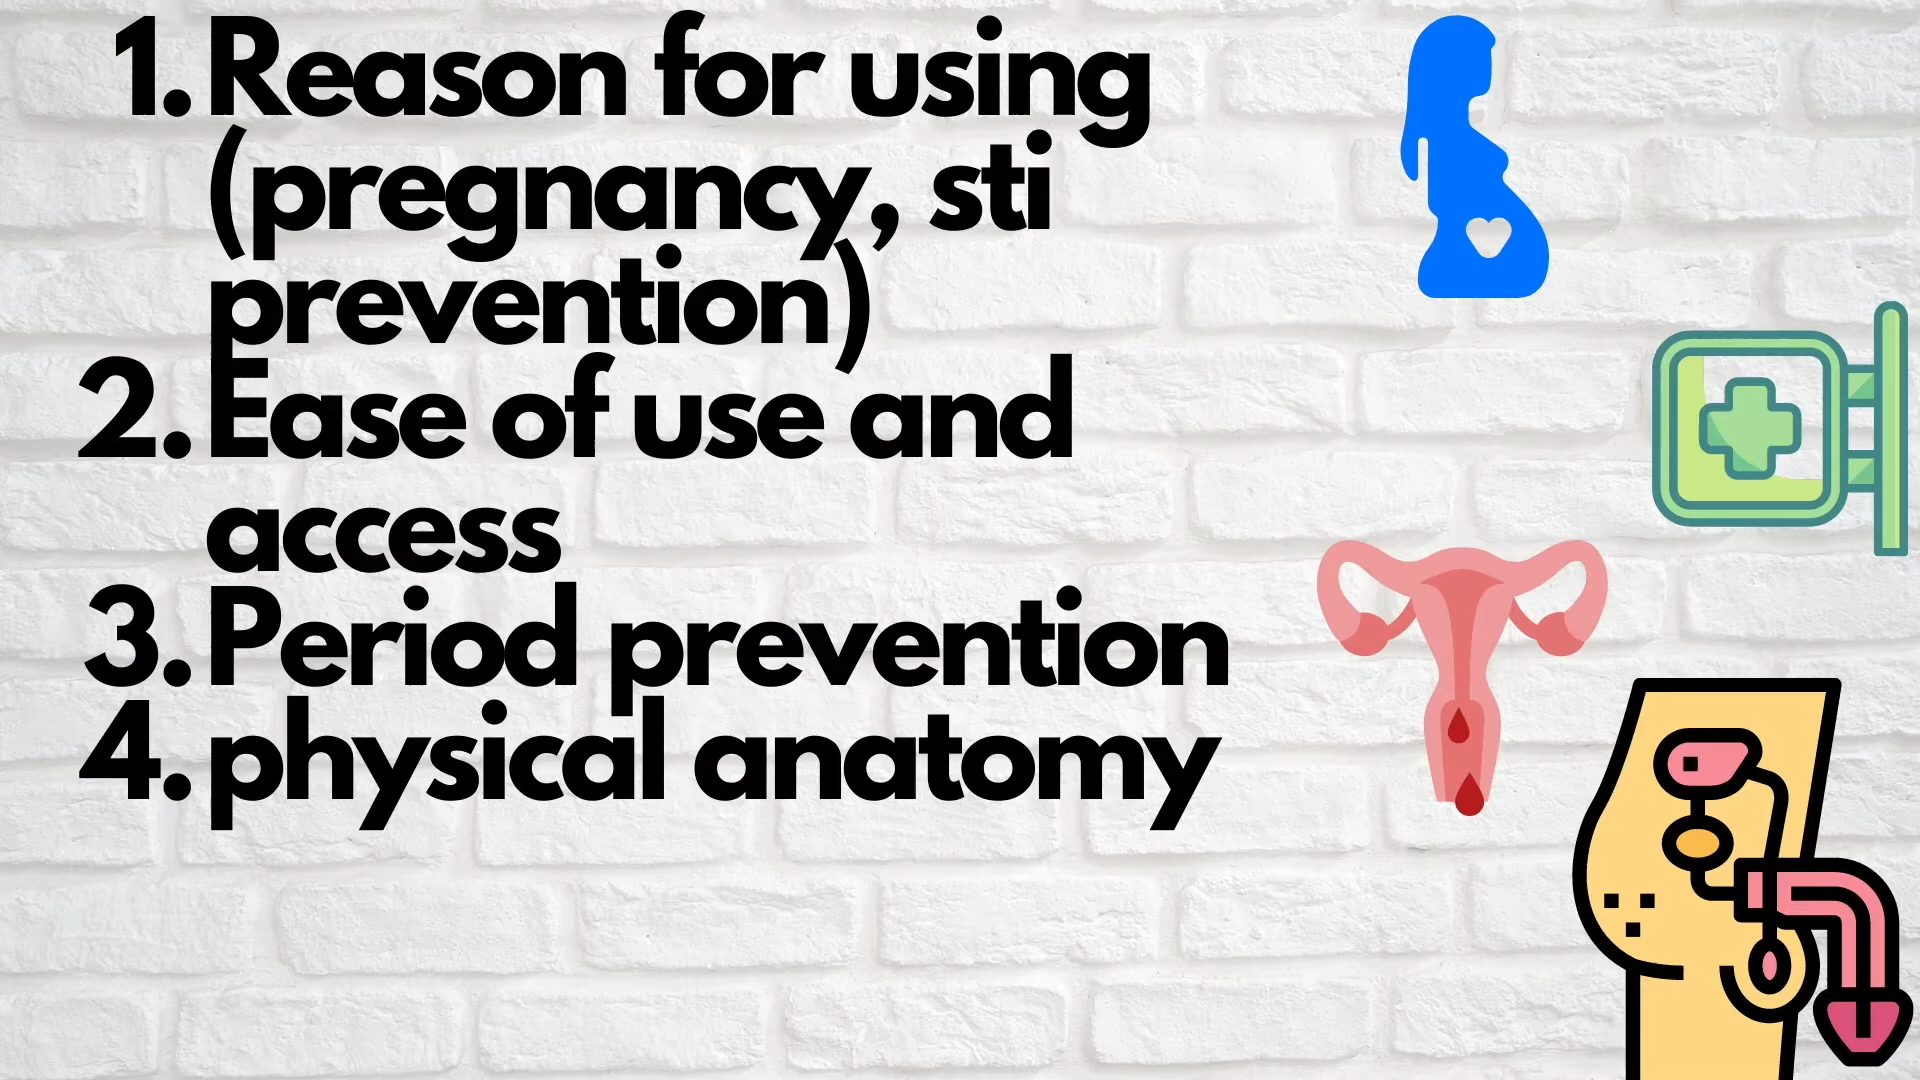 1. Reason for using
(pregnancy, sti
prevention)
2. Ease of use and
access
3. Period prevention
4. physical anatomy